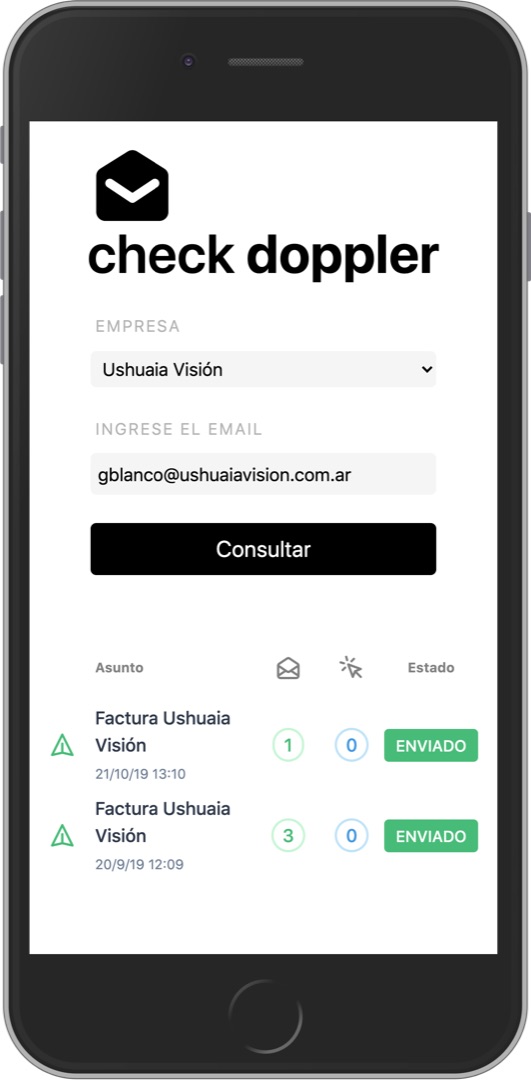 check doppler
EMPRESA
Ushuaia Visión
INGRESE EL EMAIL
gblanco@ushuaiavision.com.ar
Consultar
Asunto Estado
Factura Ushuaia
Visión
21/10/19 13:10
1 0 ENVIADO
Factura Ushuaia
Visión
20/9/19 12:09
3 0 ENVIADO